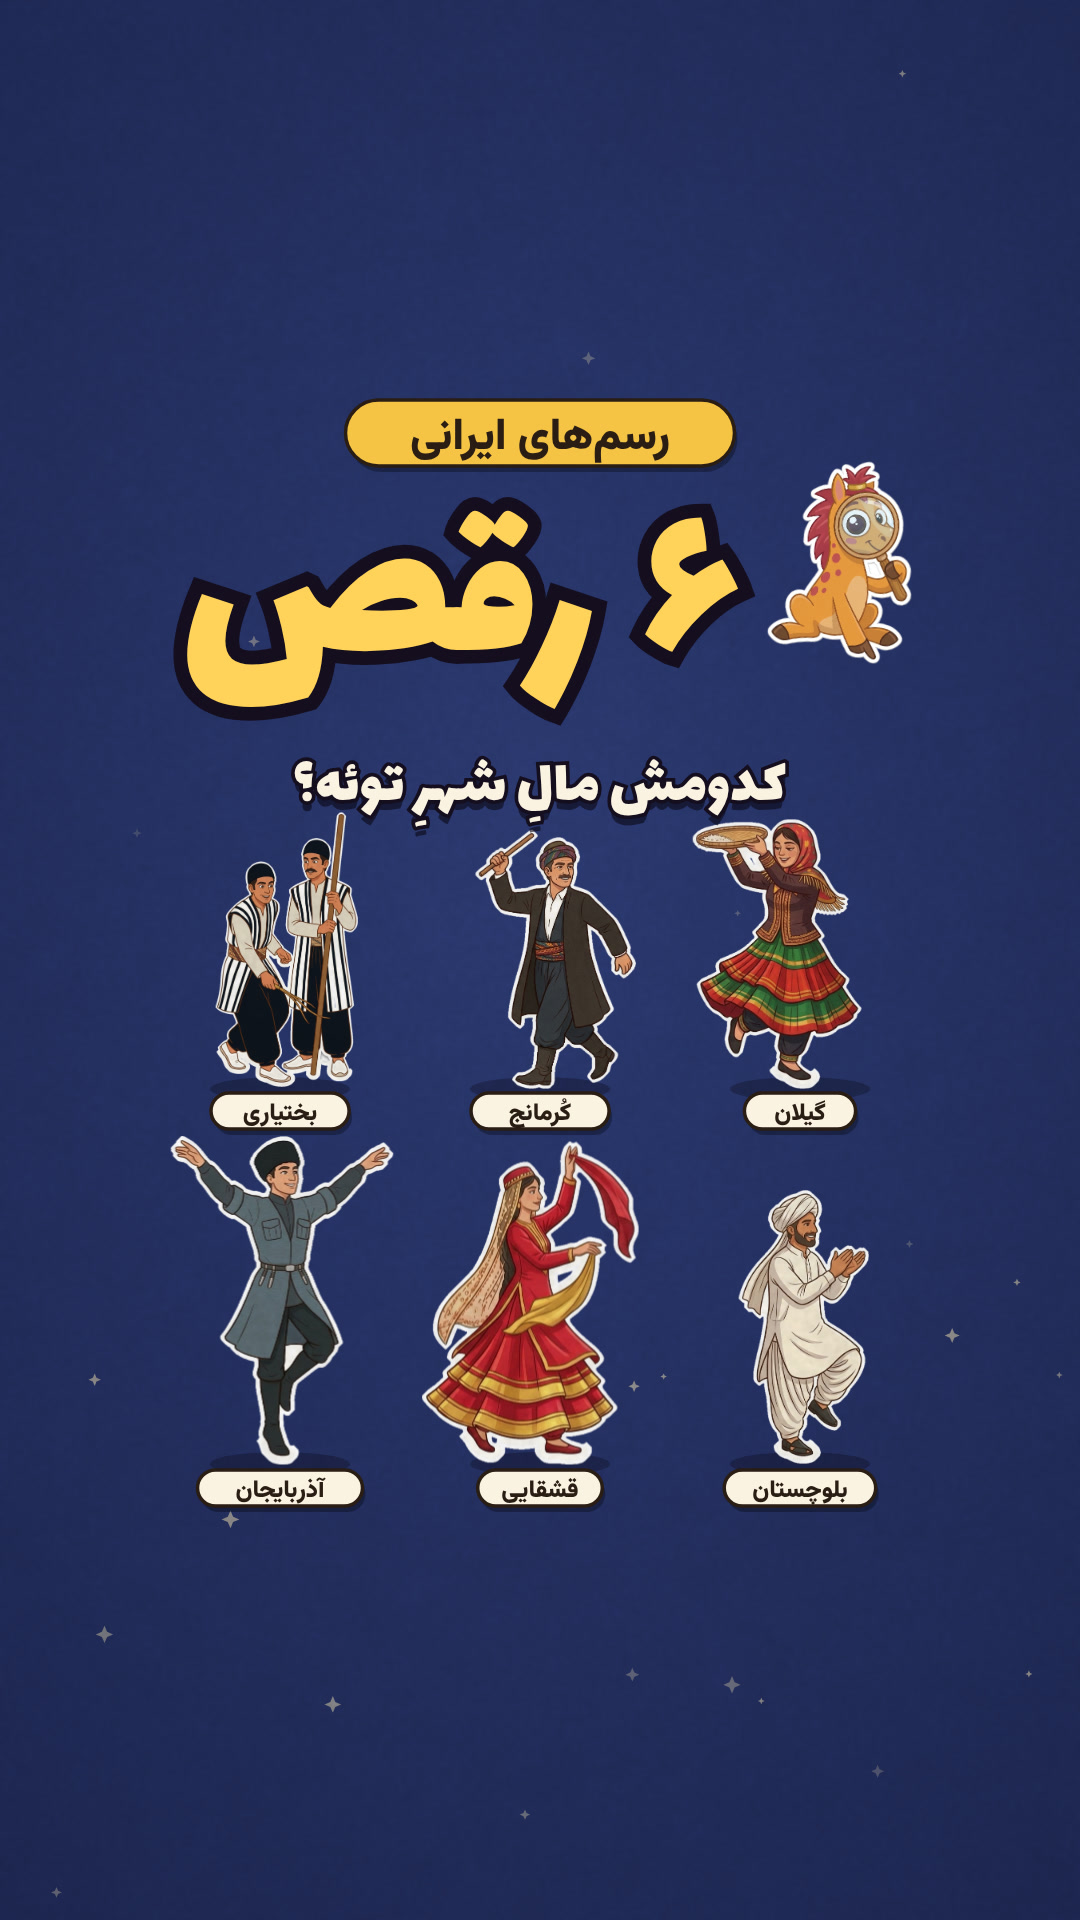 رسم‌های ایرانی
۶ رقص
کدومش مالِ شهرِ توئه؟
گیلان
کُرمانج
بختیاری
بلوچستان
قشقایی
آذربایجان